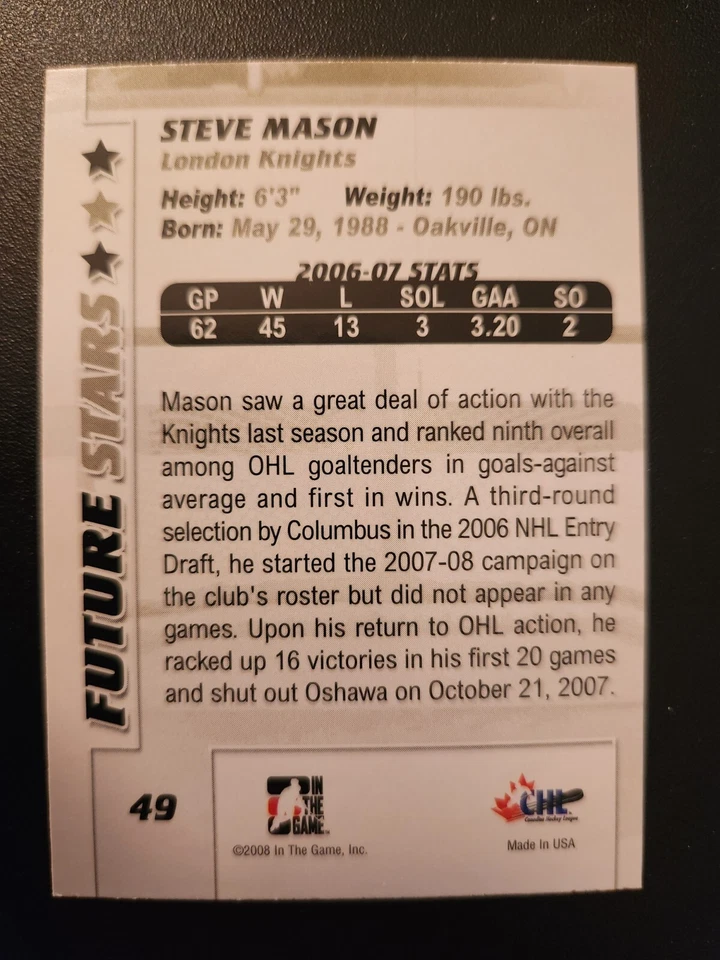 STEVE MASON
London Knights
Height: 6'3" Weight: 190 lbs.
Born: May 29, 1988 - Oakville, ON
2006-07 STATS
GP W L SOL GAA SO
62 45 13 3 3.20 2
Mason saw a great deal of action with the
Knights last season and ranked ninth overall
among OHL goaltenders in goals-against
average and first in wins. A third-round
selection by Columbus in the 2006 NHL Entry
Draft, he started the 2007-08 campaign on
the club's roster but did not appear in any
games. Upon his return to OHL action, he
racked up 16 victories in his first 20 games
and shut out Oshawa on October 21, 2007.
FUTURE STARS
49
IN
THE
GAME
©2008 In The Game, Inc.
CHL
Canadian Hockey League
Made In USA